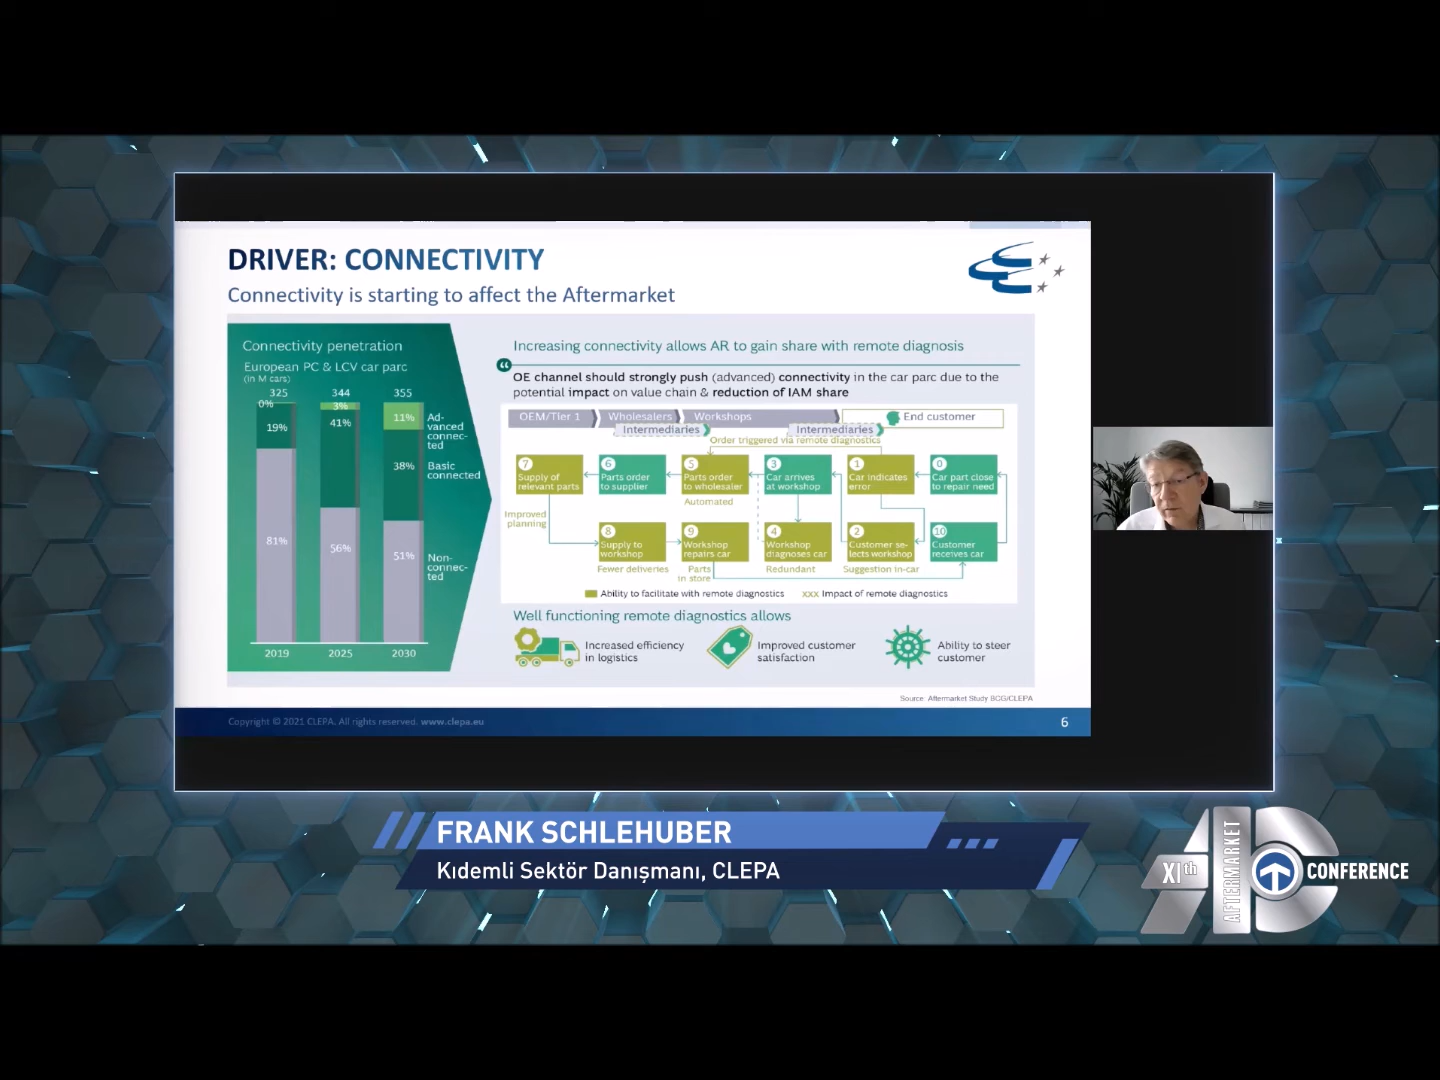 DRIVER: CONNECTIVITY
Connectivity is starting to affect the Aftermarket
Connectivity penetration
European PC & LCV car parc
(in M cars)
325
344
355
0%
3%
11%
19%
41%
38%
81%
56%
51%
Ad-
vanced
connec-
ted
Basic
connected
Non-
connec-
ted
2019
2025
2030
Increasing connectivity allows AR to gain share with remote diagnosis
OE channel should strongly push (advanced) connectivity in the car parc due to the
potential impact on value chain & reduction of IAM share
OEM/Tier 1
Wholesalers
Workshops
End customer
Intermediaries
Intermediaries
Order triggered via remote diagnostics
7
Supply of
relevant parts
6
Parts order
to supplier
5
Parts order
to wholesaler
3
Car arrives
at workshop
1
Car indicates
error
0
Car part close
to repair need
Automated
Improved
planning
8
Supply to
workshop
9
Workshop
repairs car
4
Workshop
diagnoses car
2
Customer se-
lects workshop
10
Customer
receives car
Fewer deliveries
Parts
in store
Redundant
Suggestion in-car
Ability to facilitate with remote diagnostics
xxx Impact of remote diagnostics
Well functioning remote diagnostics allows
Increased efficiency
in logistics
Improved customer
satisfaction
Ability to steer
customer
Source: Aftermarket Study BCG/CLEPA
Copyright © 2021 CLEPA. All rights reserved. www.clepa.eu
6
FRANK SCHLEHUBER
Kıdemli Sektör Danışmanı, CLEPA
XIth
AFTERMARKET
CONFERENCE